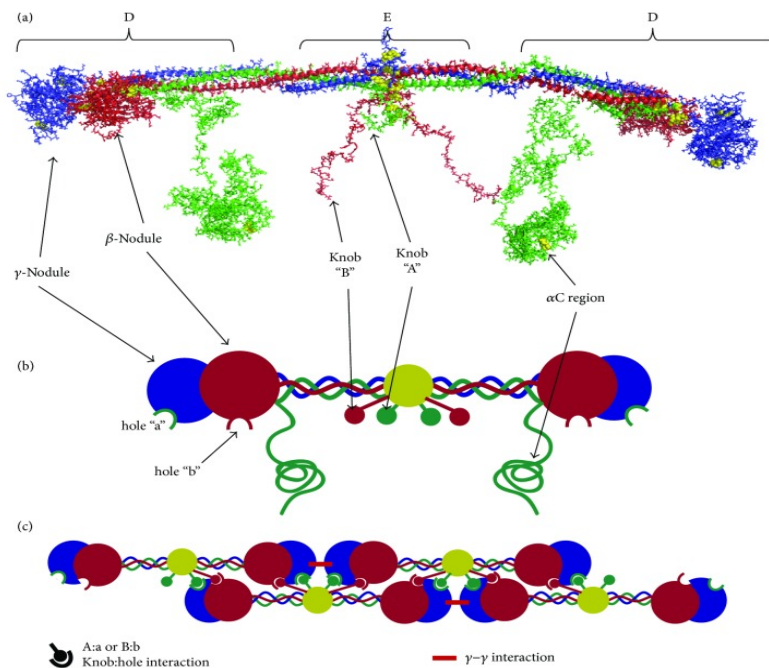 (a)
D
E
D
β-Nodule
γ-Nodule
Knob
“B”
Knob
“A”
αC region
(b)
hole “a”
hole “b”
(c)
A:a or B:b
Knob:hole interaction
γ–γ interaction